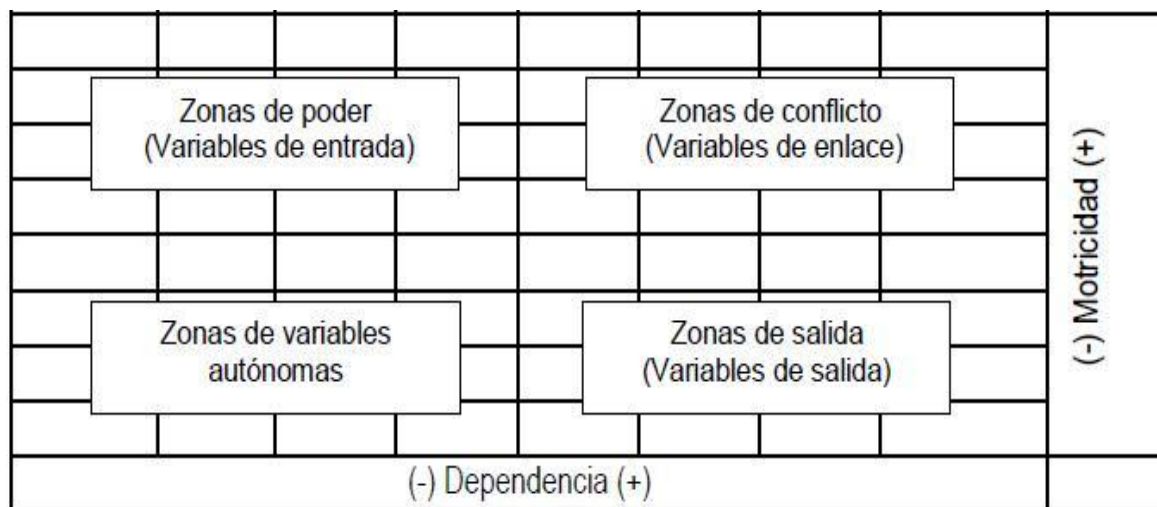 Zonas de poder
(Variables de entrada)
Zonas de conflicto
(Variables de enlace)
Zonas de variables
autónomas
Zonas de salida
(Variables de salida)
(-) Motricidad (+)
(-) Dependencia (+)